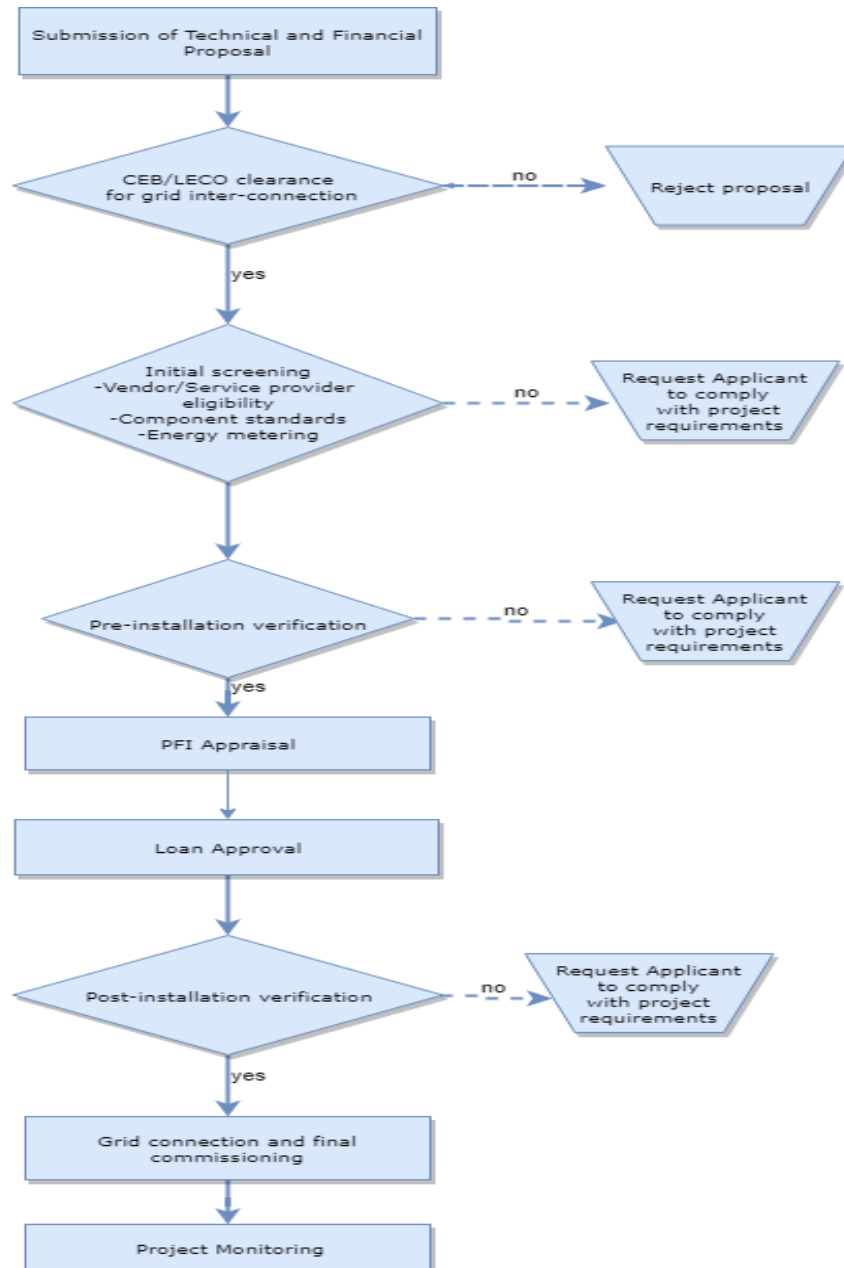 Submission of Technical and Financial
Proposal
CEB/LECO clearance
for grid inter-connection
no
Reject proposal
yes
Initial screening
-Vendor/Service provider
eligibility
-Component standards
-Energy metering
no
Request Applicant
to comply
with project
requirements
Pre-installation verification
no
Request Applicant
to comply
with project
requirements
yes
PFI Appraisal
Loan Approval
Post-installation verification
no
Request Applicant
to comply
with project
requirements
yes
Grid connection and final
commissioning
Project Monitoring